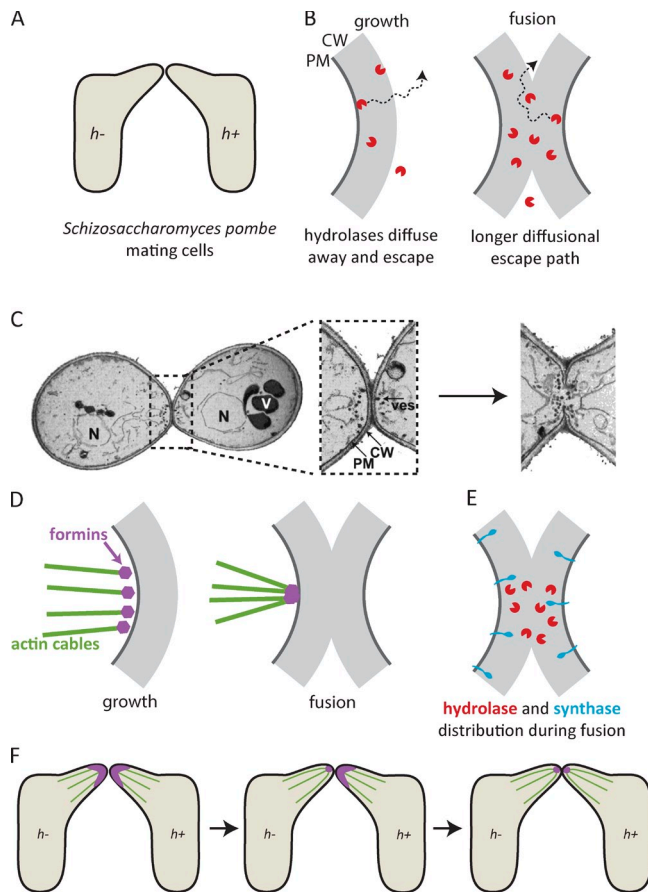 A
h-
h+
Schizosaccharomyces pombe
mating cells
B
growth
fusion
CW
PM
hydrolases diffuse
away and escape
longer diffusional
escape path
C
N
N
V
ves
CW
PM
D
formins
actin cables
growth
fusion
E
hydrolase and synthase
distribution during fusion
F
h-
h+
h-
h+
h-
h+